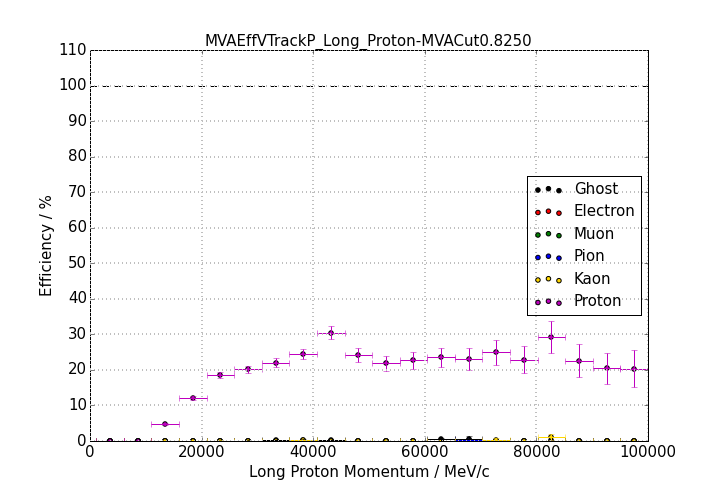 MVAEffVTrackP_Long_Proton-MVACut0.8250
110
100
90
80
70
60
50
40
30
20
10
0
Efficiency / %
Ghost
Electron
Muon
Pion
Kaon
Proton
0 20000 40000 60000 80000 100000
Long Proton Momentum / MeV/c